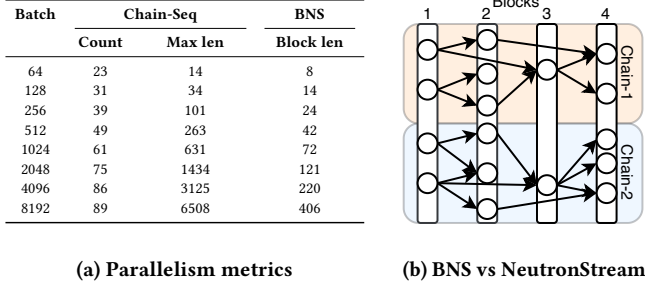 Batch Chain-Seq BNS
Count Max len Block len
64 23 14 8
128 31 34 14
256 39 101 24
512 49 263 42
1024 61 631 72
2048 75 1434 121
4096 86 3125 220
8192 89 6508 406
(a) Parallelism metrics
Blocks
1 2 3 4
Chain-1
Chain-2
(b) BNS vs NeutronStream